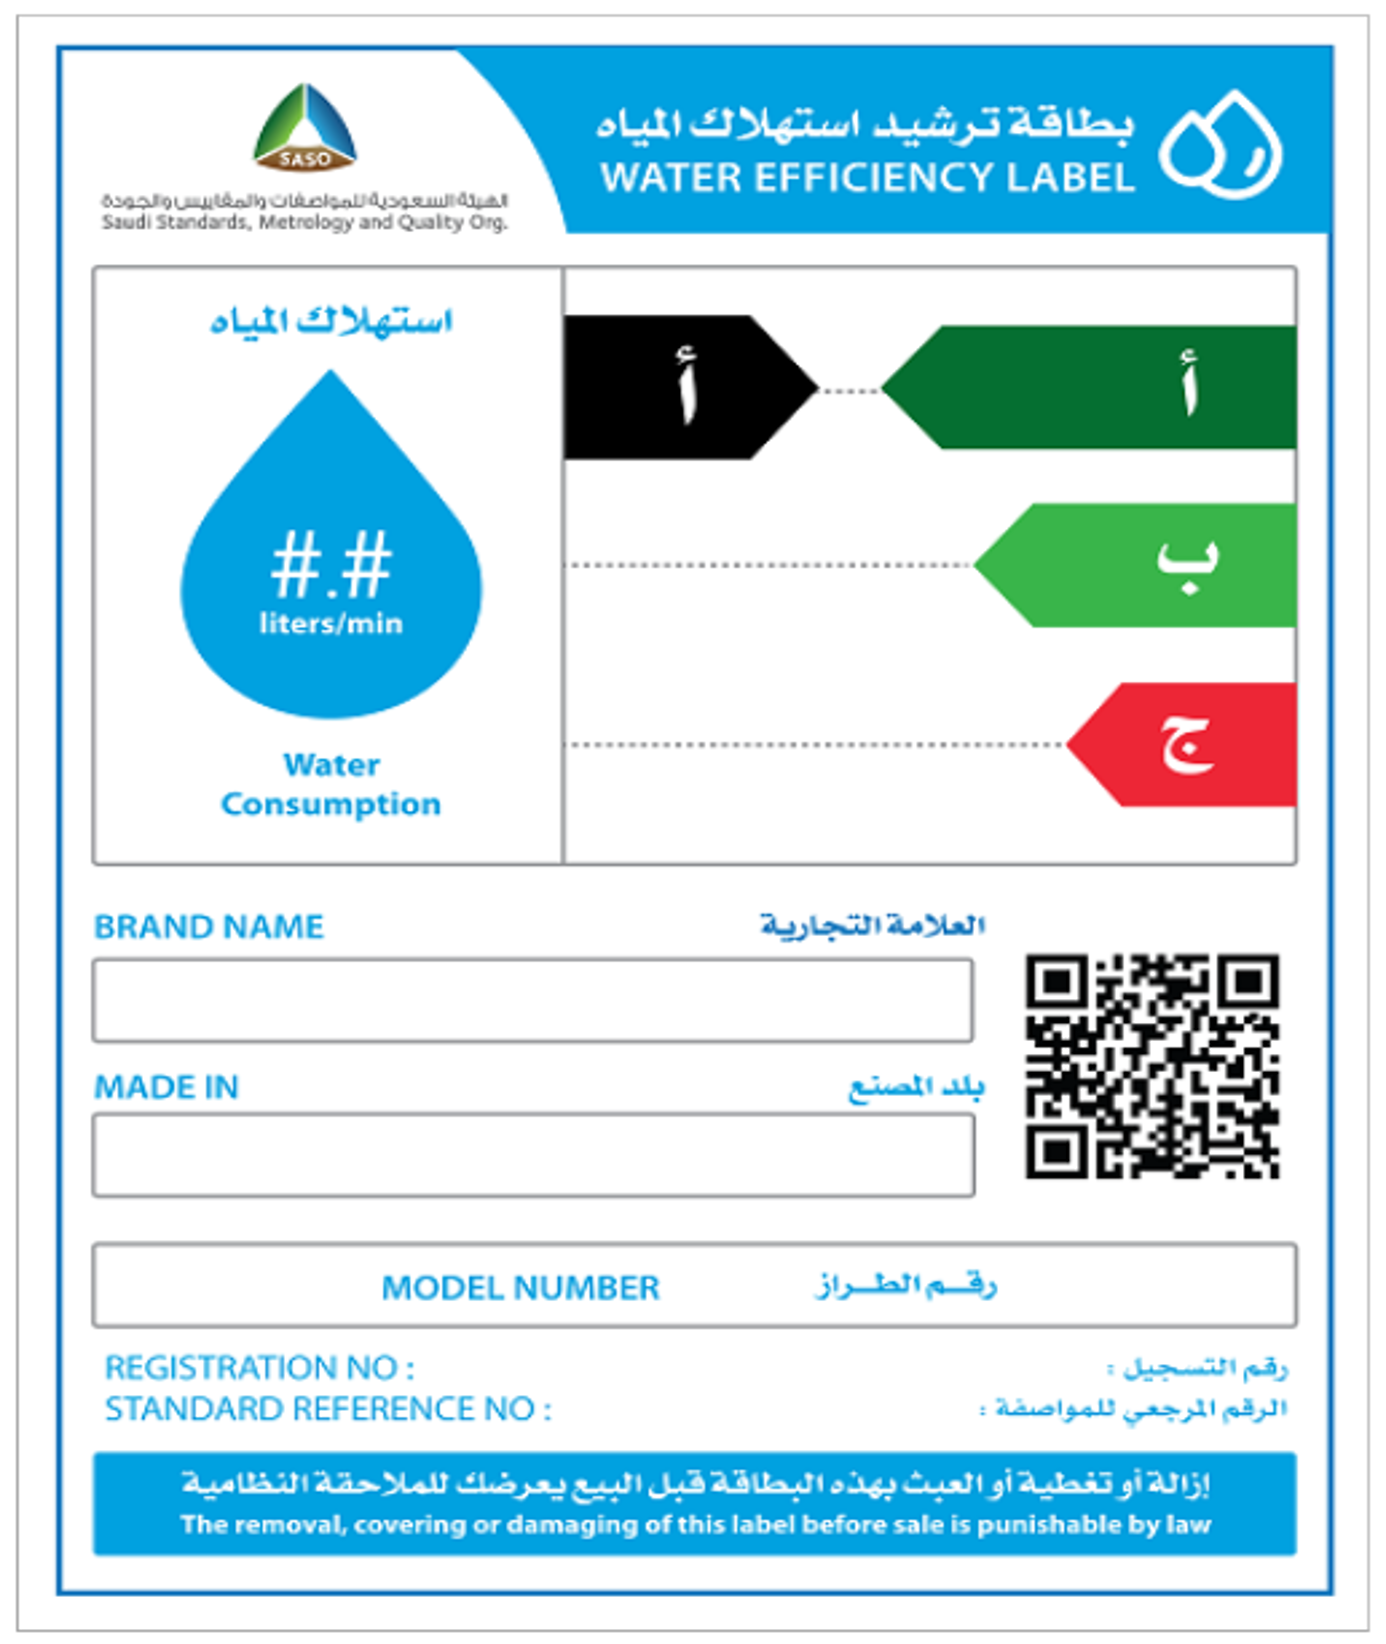 SASO
الهيئة السعودية للمواصفات والمقاييس والجودة
Saudi Standards, Metrology and Quality Org.
بطاقة ترشيد استهلاك المياه
WATER EFFICIENCY LABEL
استهلاك المياه
#.#
liters/min
Water
Consumption
أ
أ
ب
ج
BRAND NAME العلامة التجارية
MADE IN بلد المصنع
MODEL NUMBER رقـم الطـراز
REGISTRATION NO : رقم التسجيل :
STANDARD REFERENCE NO : الرقم المرجعي للمواصفة :
إزالة أو تغطية أو العبث بهذه البطاقة قبل البيع يعرضك للملاحقة النظامية
The removal, covering or damaging of this label before sale is punishable by law